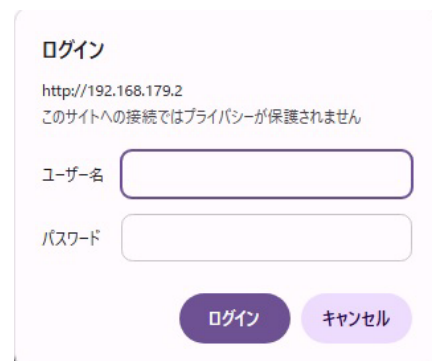 ログイン
http://192.168.179.2
このサイトへの接続ではプライバシーが保護されません
ユーザー名
パスワード
ログイン キャンセル